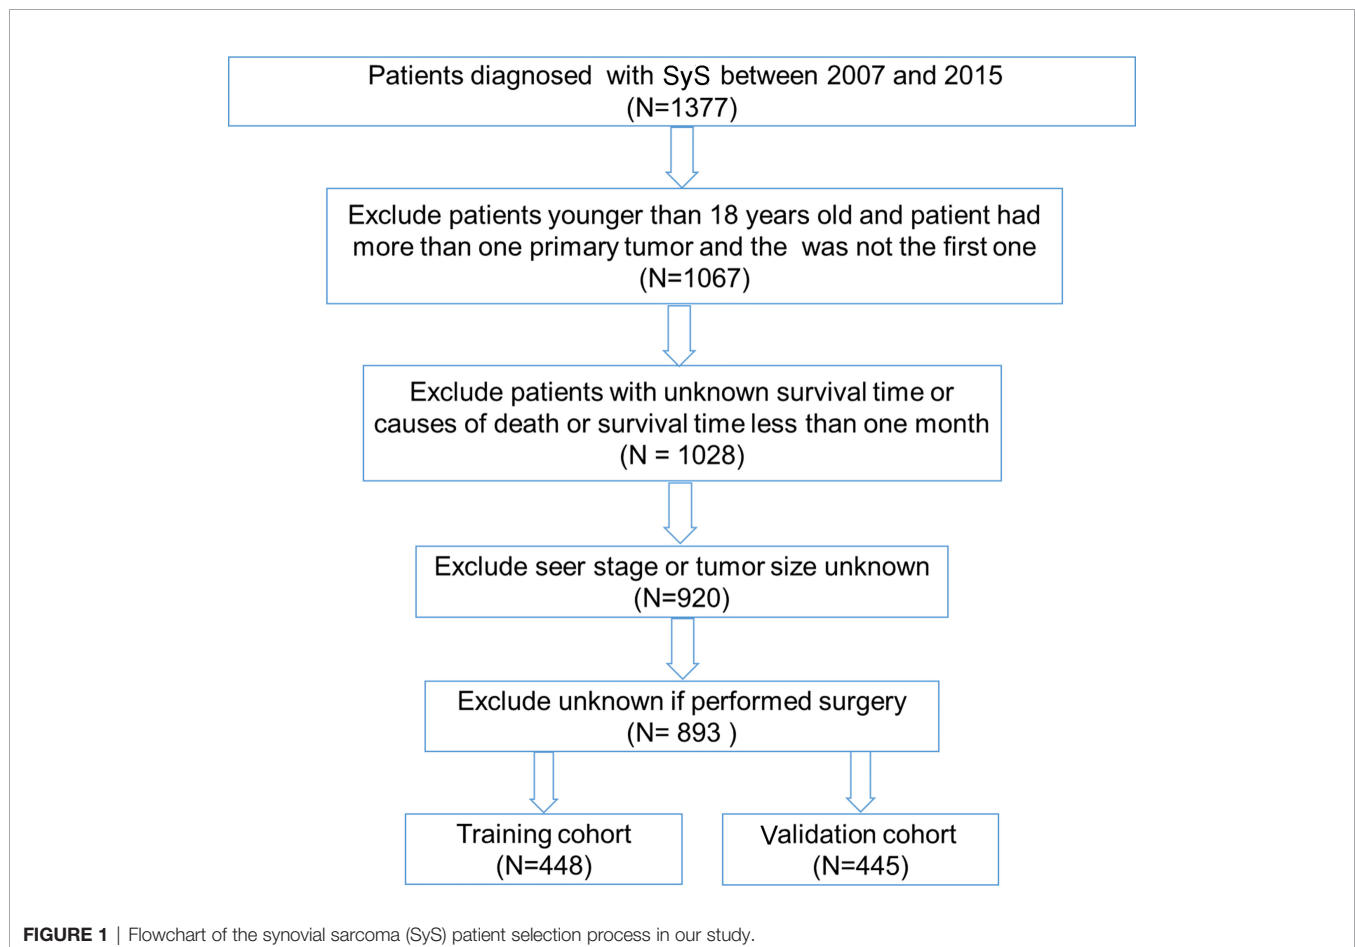 Patients diagnosed with SyS between 2007 and 2015
(N=1377)
Exclude patients younger than 18 years old and patient had
more than one primary tumor and the was not the first one
(N=1067)
Exclude patients with unknown survival time or
causes of death or survival time less than one month
(N = 1028)
Exclude seer stage or tumor size unknown
(N=920)
Exclude unknown if performed surgery
(N= 893 )
Training cohort
(N=448)
Validation cohort
(N=445)
FIGURE 1 | Flowchart of the synovial sarcoma (SyS) patient selection process in our study.